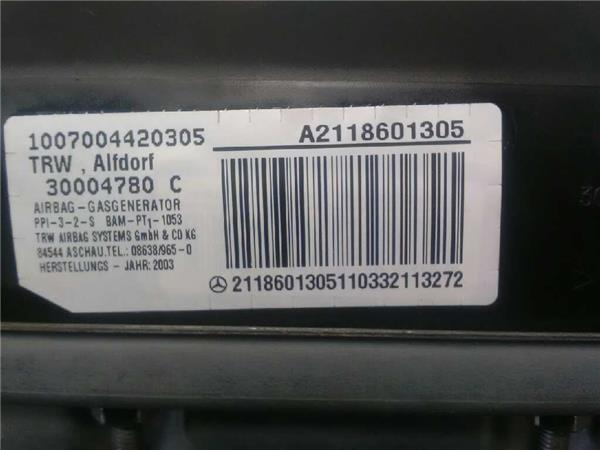 1007004420305
A2118601305
TRW , Alfdorf
30004780 C
AIRBAG-GASGENERATOR
PPI-3-2-S BAM-PT1-1053
TRW AIRBAG SYSTEMS GmbH & CO KG
84544 ASCHAU.TEL.: 08638/965-0
HERSTELLUNGS - JAHR: 2003
2118601305110332113272